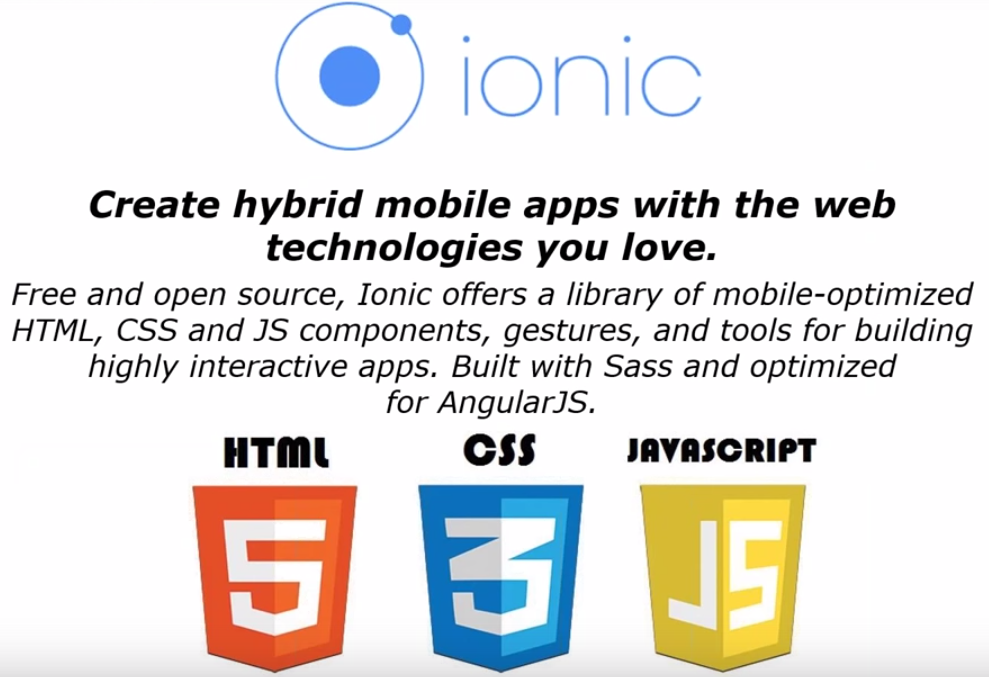 ionic
Create hybrid mobile apps with the web
technologies you love.
Free and open source, Ionic offers a library of mobile-optimized
HTML, CSS and JS components, gestures, and tools for building
highly interactive apps. Built with Sass and optimized
for AngularJS.
HTML CSS JAVASCRIPT
5 3 JS